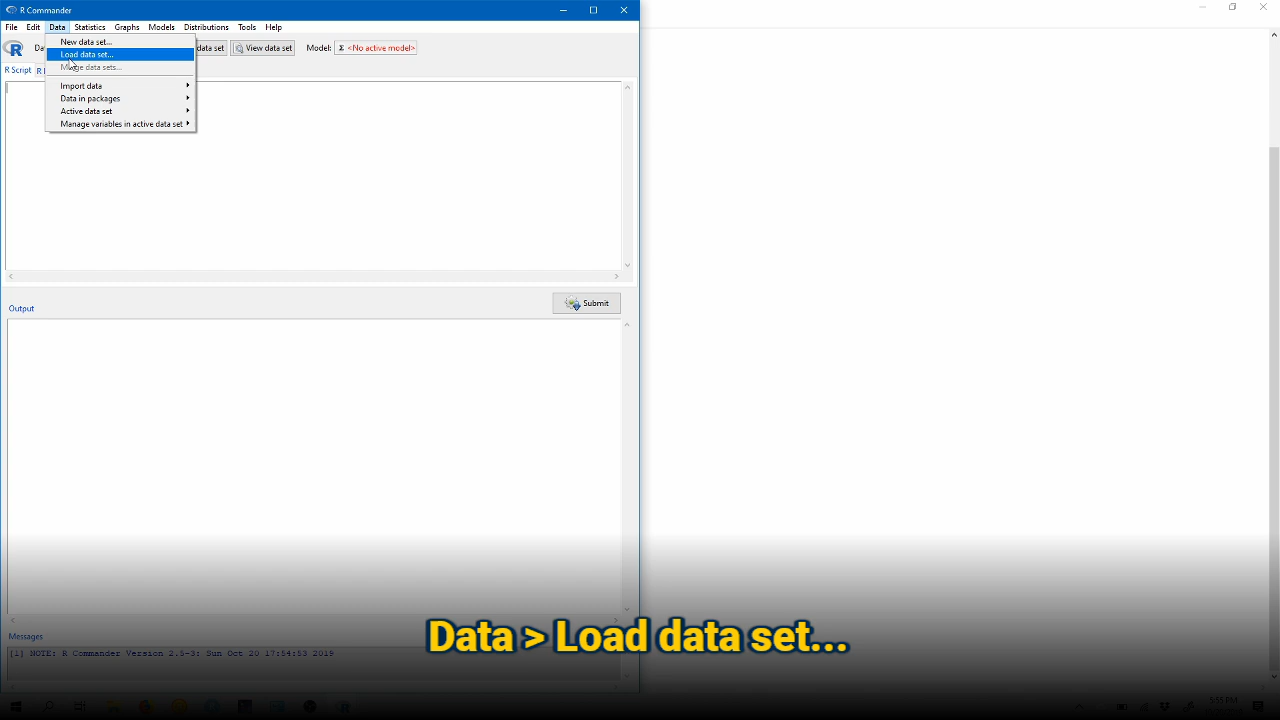 R Commander
File Edit Data Statistics Graphs Models Distributions Tools Help
New data set...
Load data set...
data sets...
Import data
Data in packages
Active data set
Manage variables in active data set
data set
View data set
Model:
Σ <No active model>
R Script
Output
Submit
Messages
[1] NOTE: R Commander Version 2.5-3: Sun Oct 20 17:54:53 2019
Data > Load data set...
5:55 PM